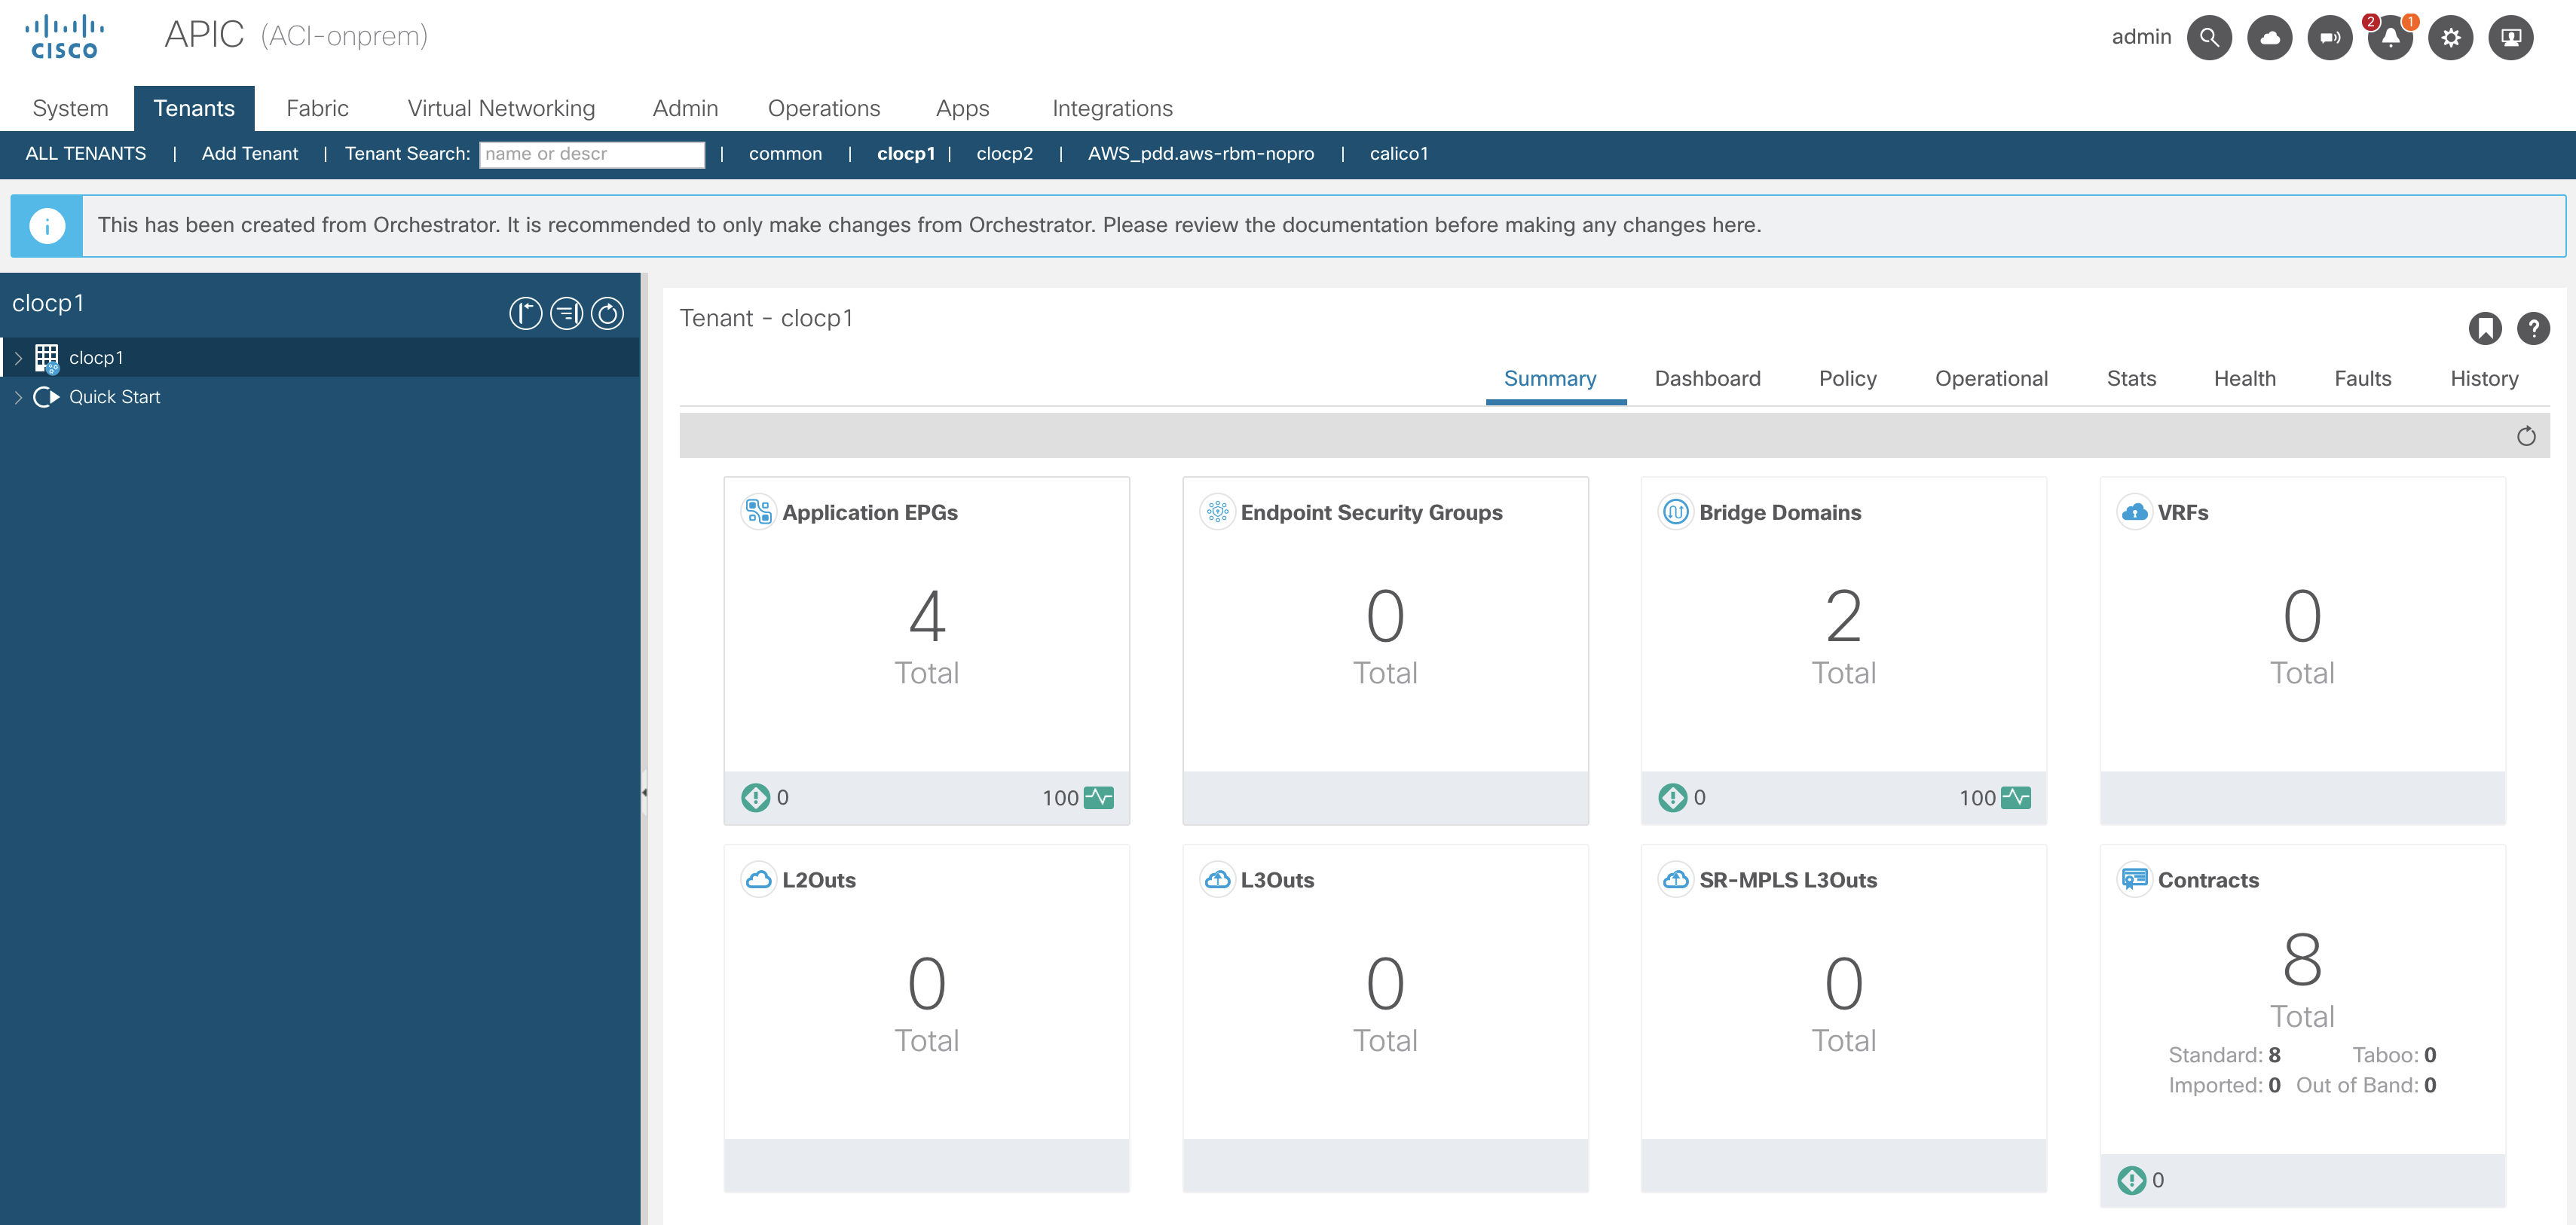 CISCO
APIC (ACI-onprem)
admin
2
1
System Tenants Fabric Virtual Networking Admin Operations Apps Integrations
ALL TENANTS | Add Tenant | Tenant Search: name or descr | common | clocp1 | clocp2 | AWS_pdd.aws-rbm-nopro | calico1
This has been created from Orchestrator. It is recommended to only make changes from Orchestrator. Please review the documentation before making any changes here.
clocp1
clocp1
Quick Start
Tenant - clocp1
Summary Dashboard Policy Operational Stats Health Faults History
Application EPGs
4
Total
0 100
Endpoint Security Groups
0
Total
Bridge Domains
2
Total
0 100
VRFs
0
Total
L2Outs
0
Total
L3Outs
0
Total
SR-MPLS L3Outs
0
Total
Contracts
8
Total
Standard: 8 Taboo: 0
Imported: 0 Out of Band: 0
0